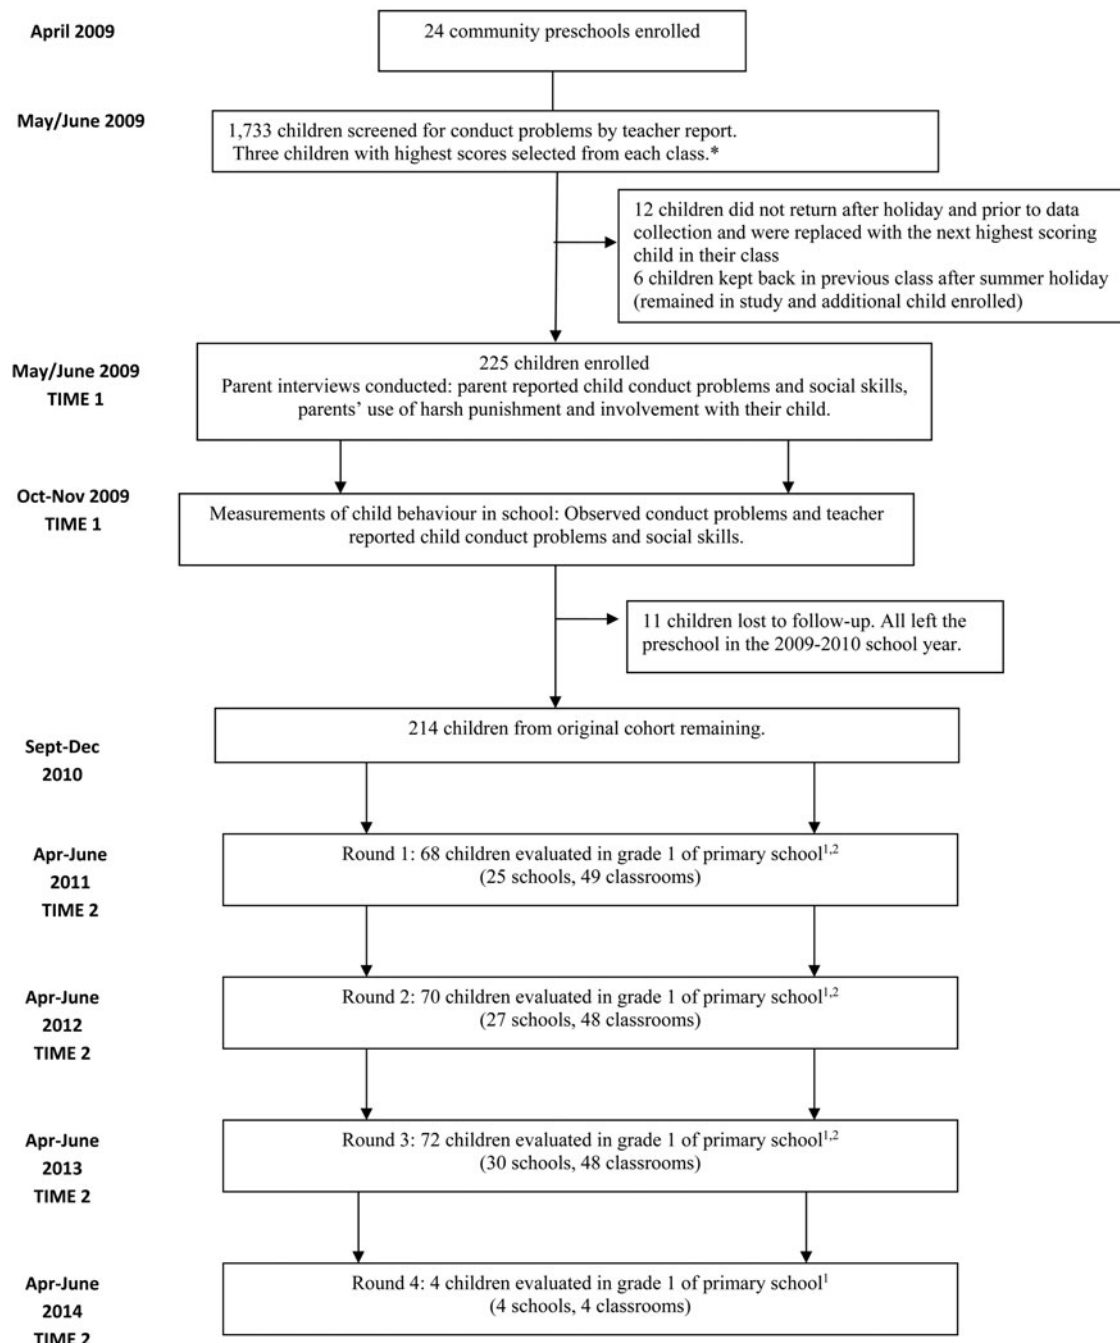 April 2009
24 community preschools enrolled
May/June 2009
1,733 children screened for conduct problems by teacher report.
Three children with highest scores selected from each class.*
12 children did not return after holiday and prior to data
collection and were replaced with the next highest scoring
child in their class
6 children kept back in previous class after summer holiday
(remained in study and additional child enrolled)
May/June 2009
TIME 1
225 children enrolled
Parent interviews conducted: parent reported child conduct problems and social skills,
parents’ use of harsh punishment and involvement with their child.
Oct-Nov 2009
TIME 1
Measurements of child behaviour in school: Observed conduct problems and teacher
reported child conduct problems and social skills.
11 children lost to follow-up. All left the
preschool in the 2009-2010 school year.
Sept-Dec
2010
214 children from original cohort remaining.
Apr-June
2011
TIME 2
Round 1: 68 children evaluated in grade 1 of primary school¹,²
(25 schools, 49 classrooms)
Apr-June
2012
TIME 2
Round 2: 70 children evaluated in grade 1 of primary school¹,²
(27 schools, 48 classrooms)
Apr-June
2013
TIME 2
Round 3: 72 children evaluated in grade 1 of primary school¹,²
(30 schools, 48 classrooms)
Apr-June
2014
TIME 2
Round 4: 4 children evaluated in grade 1 of primary school¹
(4 schools, 4 classrooms)